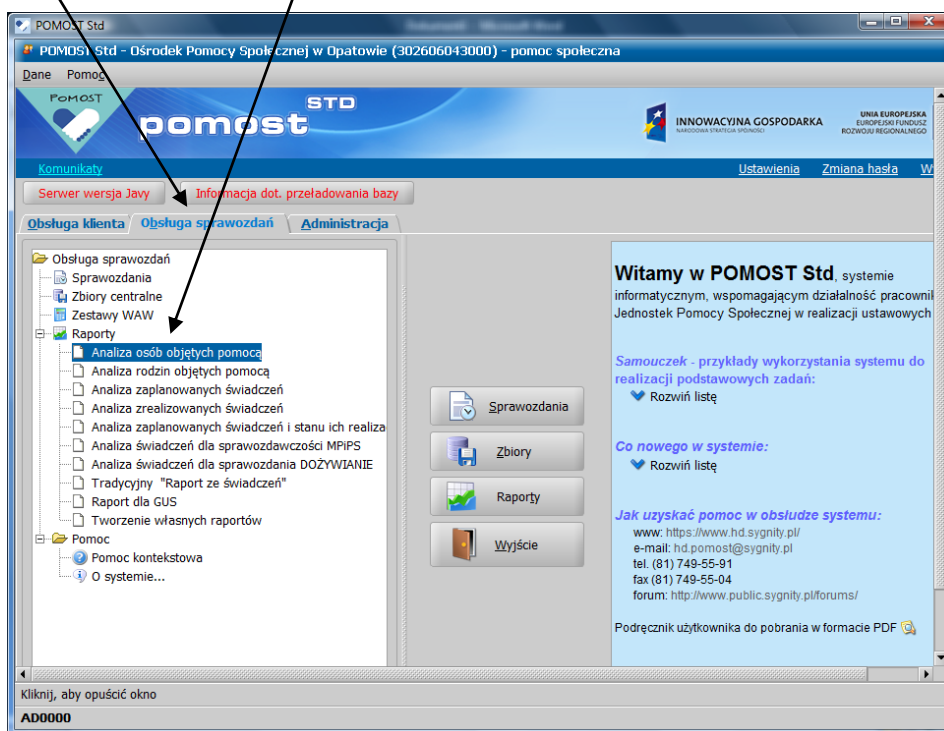 POMOST Std
POMOST Std - Ośrodek Pomocy Społecznej w Opatowie (302606043000) - pomoc społeczna
Dane Pomoc
POMOST
pomost STD
INNOWACYJNA GOSPODARKA
NARODOWA STRATEGIA SPÓJNOŚCI
UNIA EUROPEJSKA
EUROPEJSKI FUNDUSZ
ROZWOJU REGIONALNEGO
Komunikaty Ustawienia Zmiana hasła W
Serwer wersja Javy Informacja dot. przeładowania bazy
Obsługa klienta Obsługa sprawozdań Administracja
Obsługa sprawozdań
Sprawozdania
Zbiory centralne
Zestawy WAW
Raporty
Analiza osób objętych pomocą
Analiza rodzin objętych pomocą
Analiza zaplanowanych świadczeń
Analiza zrealizowanych świadczeń
Analiza zaplanowanych świadczeń i stanu ich realiza
Analiza świadczeń dla sprawozdawczości MPiPS
Analiza świadczeń dla sprawozdania DOŻYWIANIE
Tradycyjny "Raport ze świadczeń"
Raport dla GUS
Tworzenie własnych raportów
Pomoc
Pomoc kontekstowa
O systemie...
Sprawozdania
Zbiory
Raporty
Wyjście
Witamy w POMOST Std, systemie
informatycznym, wspomagającym działalność pracowni
Jednostek Pomocy Społecznej w realizacji ustawowych
Samouczek - przykłady wykorzystania systemu do
realizacji podstawowych zadań:
Rozwiń listę
Co nowego w systemie:
Rozwiń listę
Jak uzyskać pomoc w obsłudze systemu:
www: https://www.hd.sygnity.pl/
e-mail: hd.pomost@sygnity.pl
tel. (81) 749-55-91
fax (81) 749-55-04
forum: http://www.public.sygnity.pl/forums/
Podręcznik użytkownika do pobrania w formacie PDF
Kliknij, aby opuścić okno
AD0000